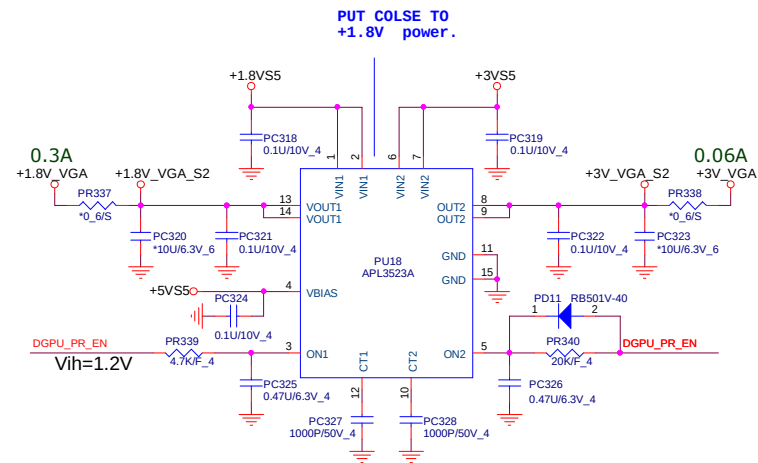 PUT COLSE TO
+1.8V power.
+1.8VS5
+3VS5
PC318
0.1U/10V_4
PC319
0.1U/10V_4
1
2
6
7
VIN1
VIN1
VIN2
VIN2
0.3A
+1.8V_VGA
+1.8V_VGA_S2
+3V_VGA_S2
0.06A
+3V_VGA
PR337
*0_6/S
PR338
*0_6/S
13
14
VOUT1
VOUT1
8
9
OUT2
OUT2
PC320
*10U/6.3V_6
PC321
0.1U/10V_4
PC322
0.1U/10V_4
PC323
*10U/6.3V_6
PU18
APL3523A
GND
11
GND
15
+5VS5
4
VBIAS
PC324
0.1U/10V_4
PD11 RB501V-40
1
2
DGPU_PR_EN
PR339
4.7K/F_4
3
ON1
ON2
5
PR340
20K/F_4
DGPU_PR_EN
Vih=1.2V
CT1
CT2
12
10
PC325
0.47U/6.3V_4
PC326
0.47U/6.3V_4
PC327
1000P/50V_4
PC328
1000P/50V_4